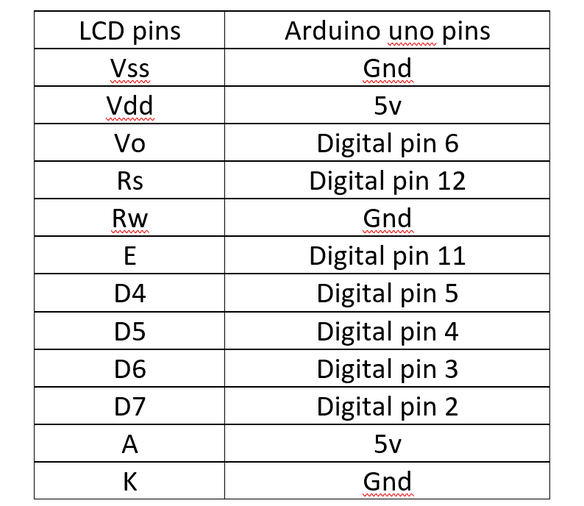 LCD pins Arduino uno pins
Vss Gnd
Vdd 5v
Vo Digital pin 6
Rs Digital pin 12
Rw Gnd
E Digital pin 11
D4 Digital pin 5
D5 Digital pin 4
D6 Digital pin 3
D7 Digital pin 2
A 5v
K Gnd